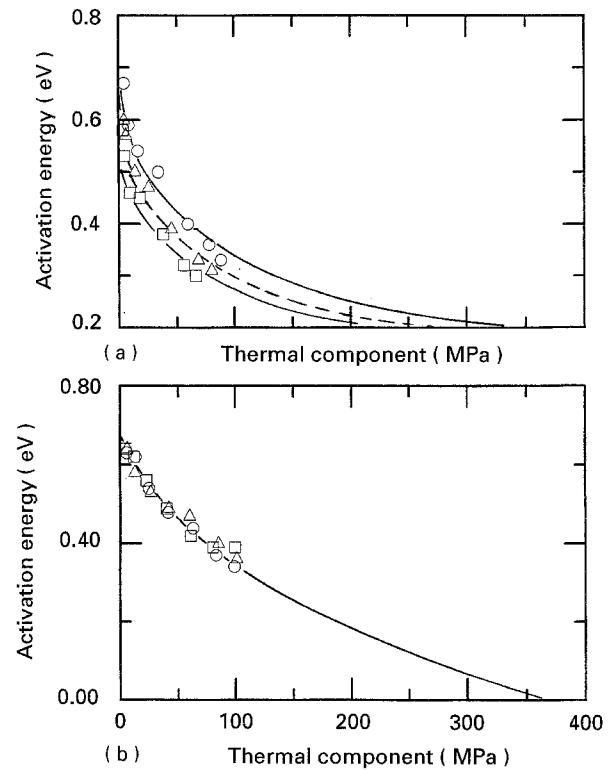 0.8
0.6
0.4
0.2
Activation energy ( eV )
( a ) Thermal component ( MPa )
0.80
0.40
0.00
Activation energy ( eV )
0 100 200 300 400
( b ) Thermal component ( MPa )